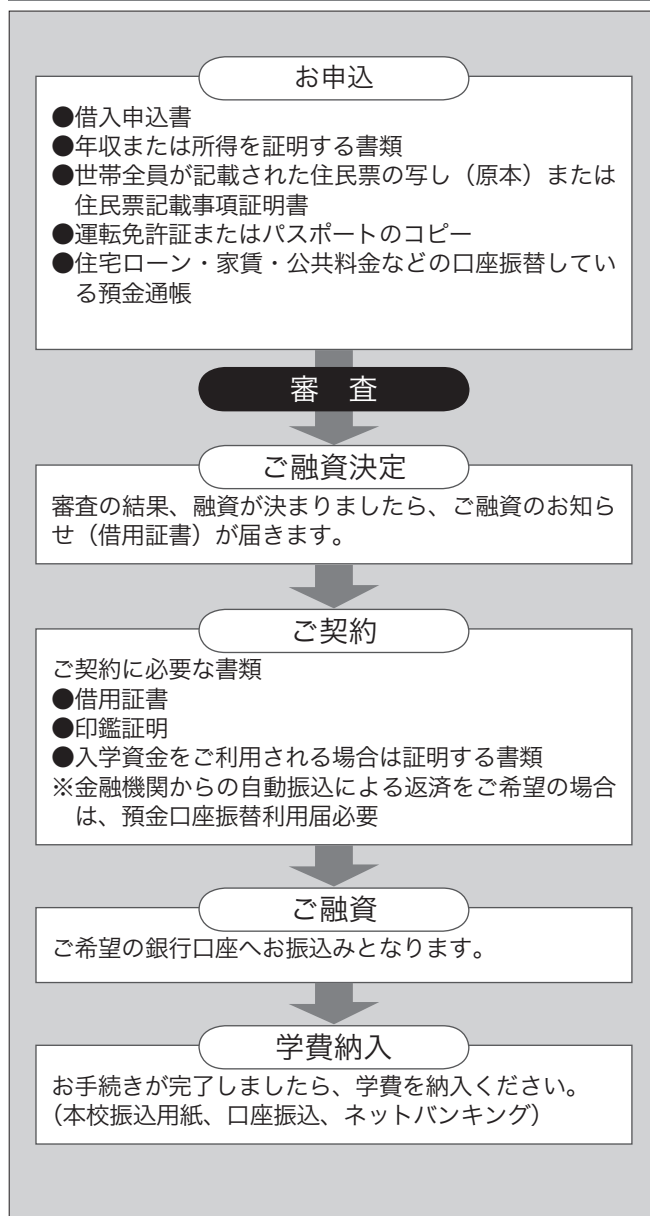 お申込
●借入申込書
●年収または所得を証明する書類
●世帯全員が記載された住民票の写し（原本）または
住民票記載事項証明書
●運転免許証またはパスポートのコピー
●住宅ローン・家賃・公共料金などの口座振替してい
る預金通帳
審　査
ご融資決定
審査の結果、融資が決まりましたら、ご融資のお知ら
せ（借用証書）が届きます。
ご契約
ご契約に必要な書類
●借用証書
●印鑑証明
●入学資金をご利用される場合は証明する書類
※金融機関からの自動振込による返済をご希望の場合
は、預金口座振替利用届必要
ご融資
ご希望の銀行口座へお振込みとなります。
学費納入
お手続きが完了しましたら、学費を納入ください。
（本校振込用紙、口座振込、ネットバンキング）